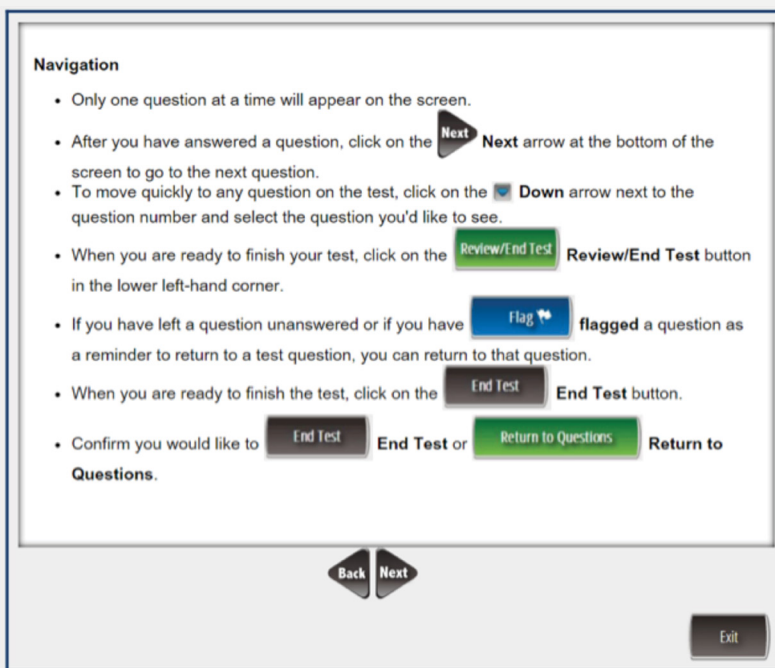 Navigation
• Only one question at a time will appear on the screen.
• After you have answered a question, click on the Next Next arrow at the bottom of the
screen to go to the next question.
• To move quickly to any question on the test, click on the Down arrow next to the
question number and select the question you'd like to see.
• When you are ready to finish your test, click on the Review/End Test Review/End Test button
in the lower left-hand corner.
• If you have left a question unanswered or if you have Flag flagged a question as
a reminder to return to a test question, you can return to that question.
• When you are ready to finish the test, click on the End Test End Test button.
• Confirm you would like to End Test End Test or Return to Questions Return to
Questions.
Back Next
Exit